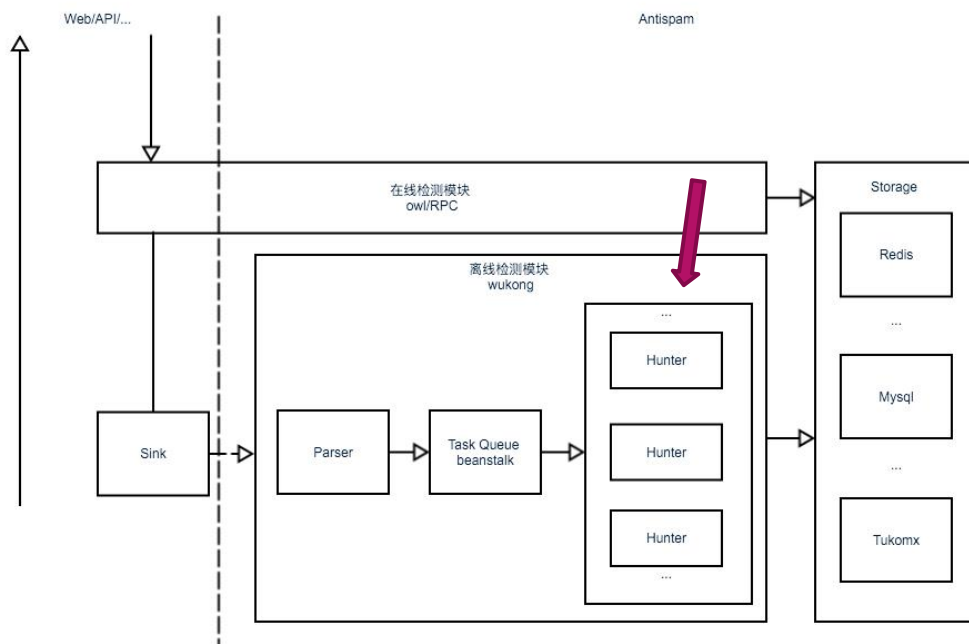 Web/API/...
Antispam
在线检测模块
owl/RPC
Storage
Redis
...
Mysql
...
Tukomx
离线检测模块
wukong
...
Hunter
Hunter
Hunter
...
Sink
Parser
Task Queue
beanstalk